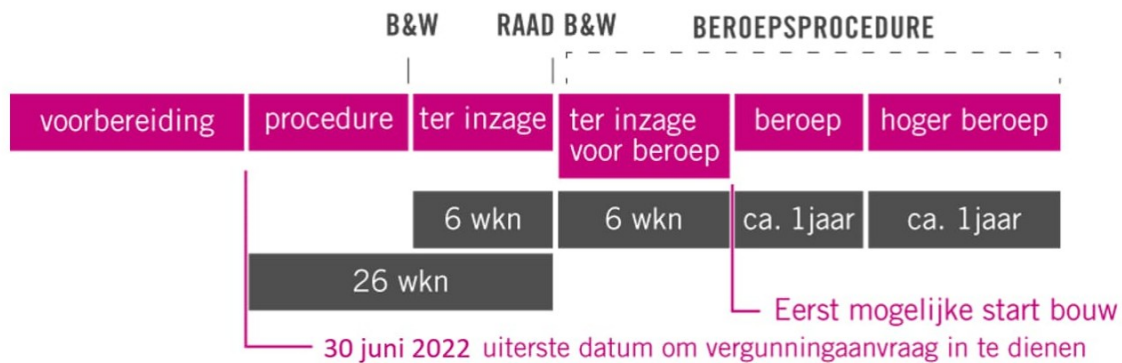 B&W RAAD B&W BEROEPSPROCEDURE
voorbereiding procedure ter inzage ter inzage voor beroep beroep hoger beroep
6 wkn 6 wkn ca. 1jaar ca. 1jaar
26 wkn
Eerst mogelijke start bouw
30 juni 2022 uiterste datum om vergunningaanvraag in te dienen